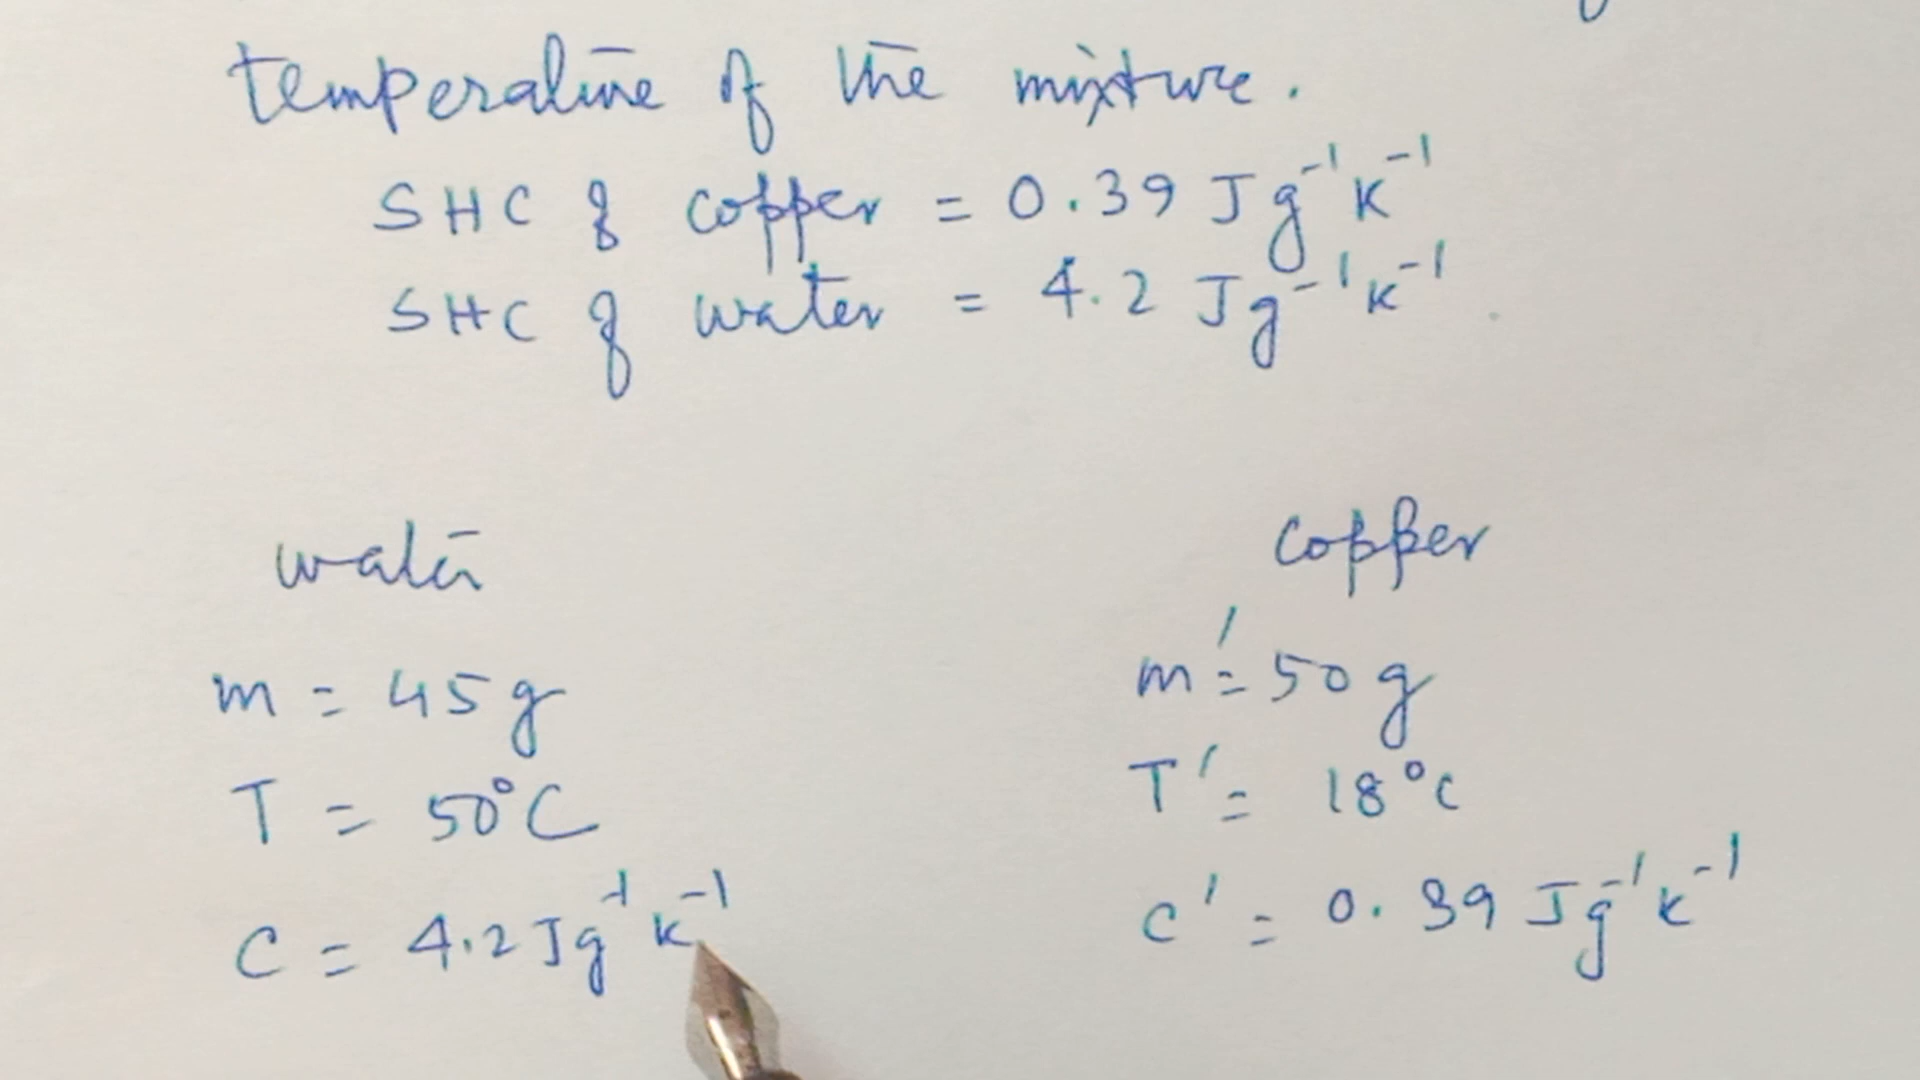 temperature of the mixture.
SHC of copper = 0.39 Jg⁻¹K⁻¹
SHC of water = 4.2 Jg⁻¹K⁻¹
water
m = 45g
T = 50°C
C = 4.2 Jg⁻¹K⁻¹
copper
m' = 50g
T' = 18°C
C' = 0.39 Jg⁻¹K⁻¹